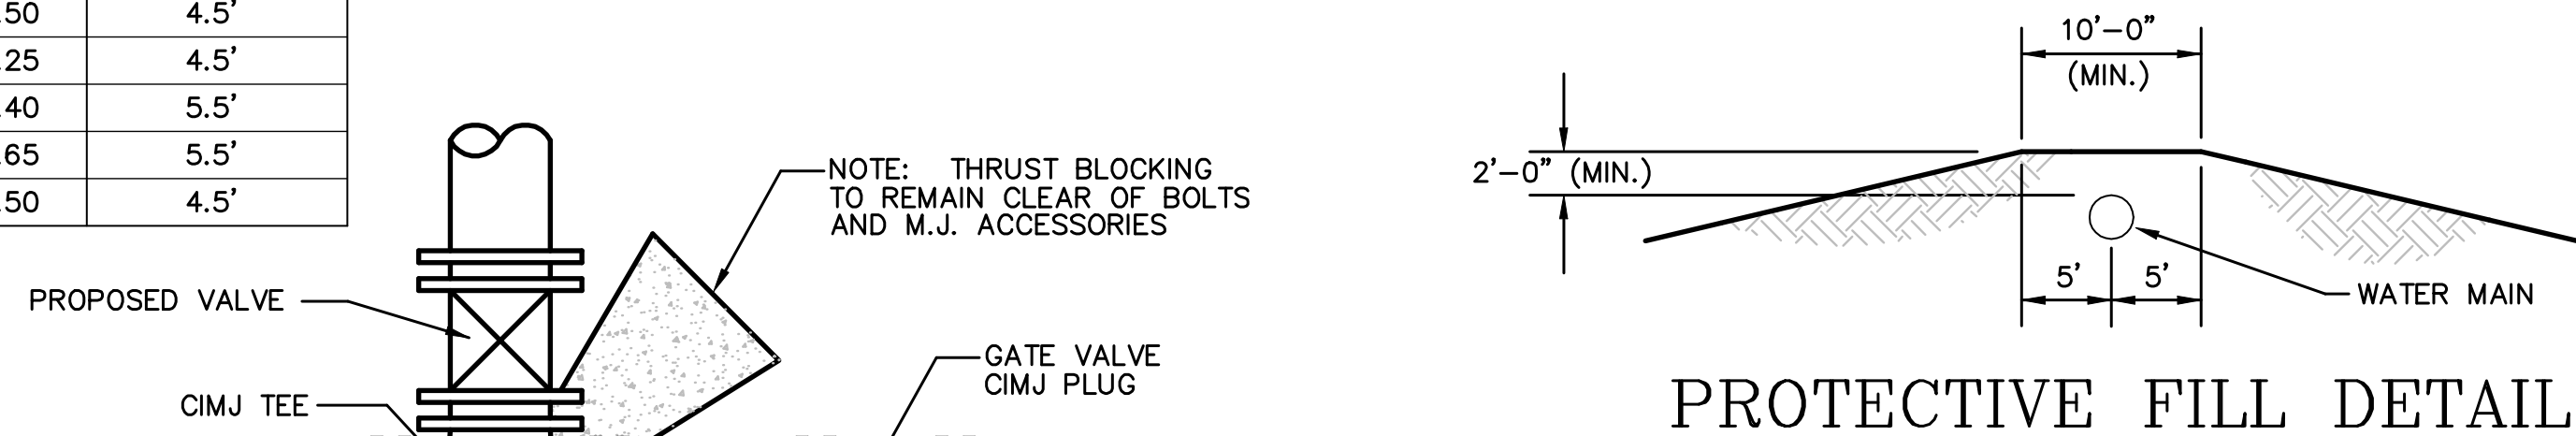 .50 4.5'
.25 4.5'
.40 5.5'
.65 5.5'
.50 4.5'
NOTE: THRUST BLOCKING
TO REMAIN CLEAR OF BOLTS
AND M.J. ACCESSORIES
PROPOSED VALVE
CIMJ TEE
GATE VALVE
CIMJ PLUG
10'-0"
(MIN.)
2'-0" (MIN.)
5' 5'
WATER MAIN
PROTECTIVE FILL DETAIL